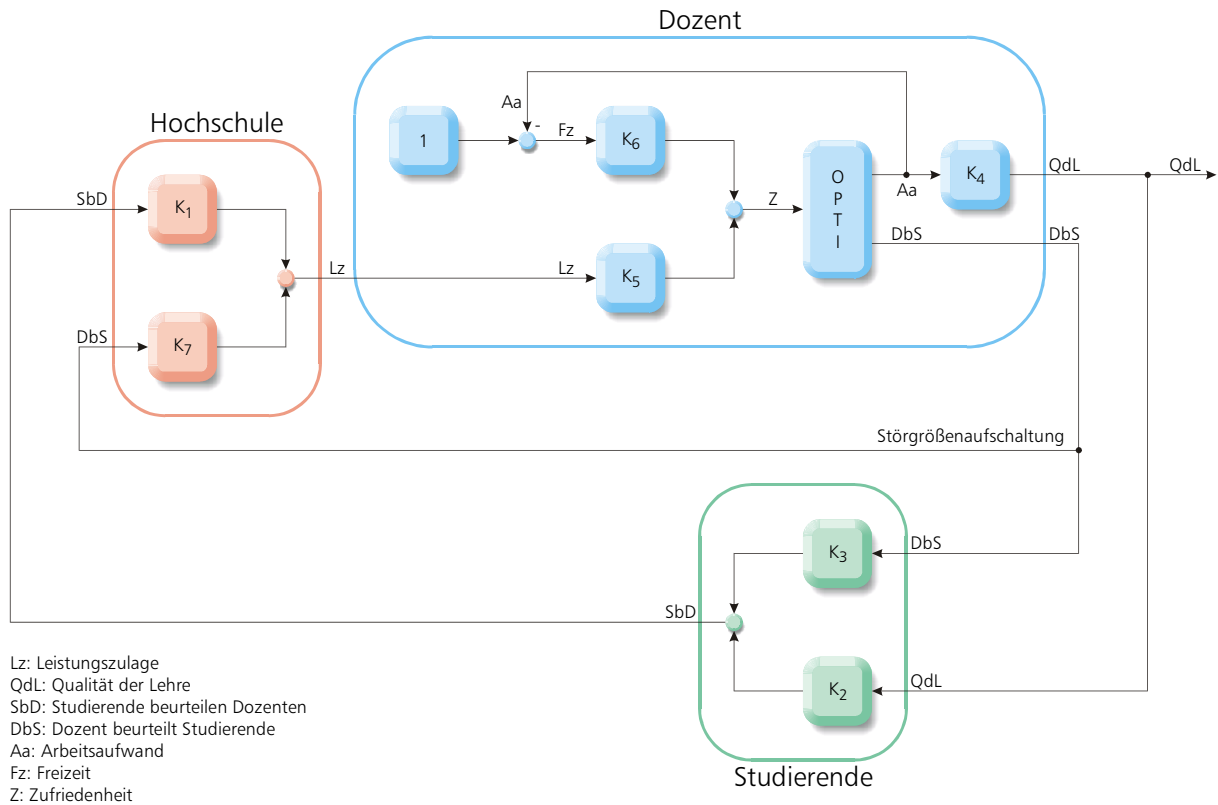 Dozent
Aa
-
Hochschule
1
Fz
K6
O
P
T
I
K4
QdL
QdL
Aa
SbD
K1
Z
DbS
DbS
Lz
Lz
K5
DbS
K7
Störgrößenaufschaltung
K3
DbS
SbD
K2
QdL
Studierende
Lz: Leistungszulage
QdL: Qualität der Lehre
SbD: Studierende beurteilen Dozenten
DbS: Dozent beurteilt Studierende
Aa: Arbeitsaufwand
Fz: Freizeit
Z: Zufriedenheit